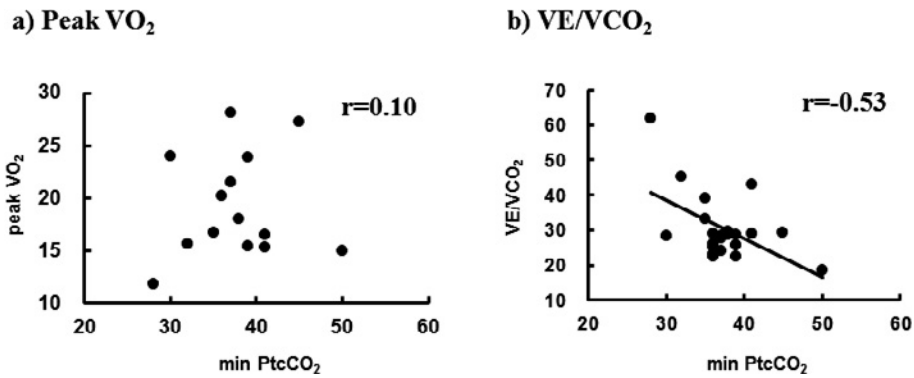 a) Peak VO₂
r=0.10
peak VO₂
30
25
20
15
10
20 30 40 50 60
min PtcCO₂
b) VE/VCO₂
r=-0.53
VE/VCO₂
70
60
50
40
30
20
10
20 30 40 50 60
min PtcCO₂